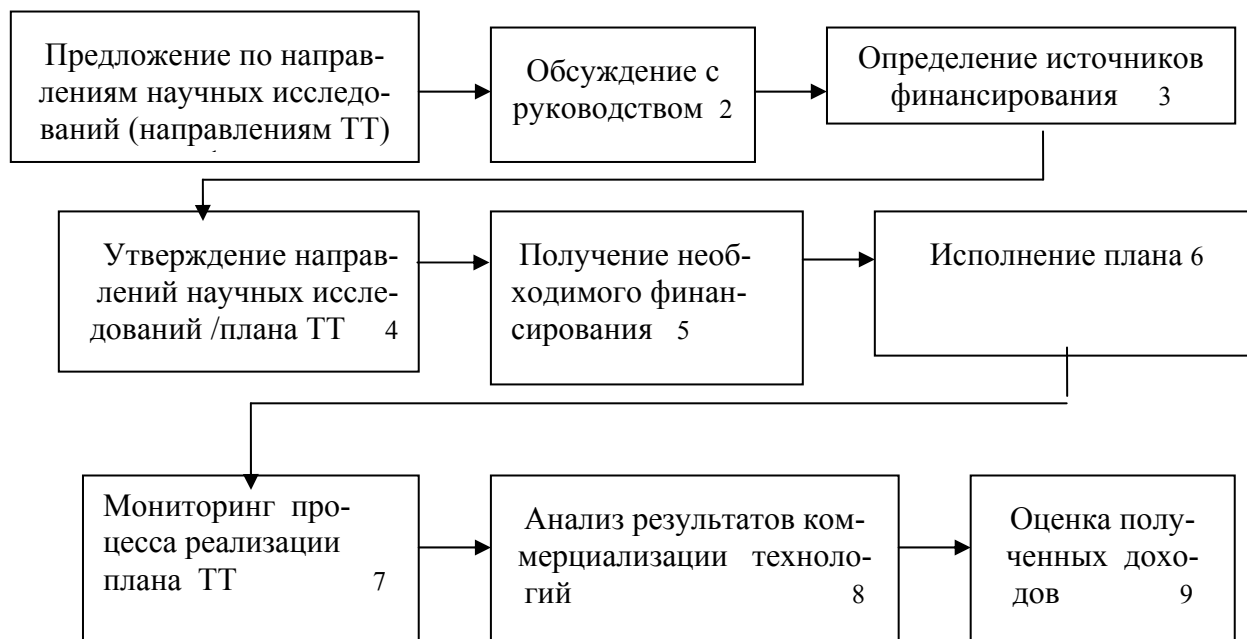 Предложение по направ-
лениям научных исследо-
ваний (направлениям ТТ)
Обсуждение с
руководством 2
Определение источников
финансирования 3
Утверждение направ-
лений научных иссле-
дований /плана ТТ 4
Получение необ-
ходимого финан-
сирования 5
Исполнение плана 6
Мониторинг про-
цесса реализации
плана ТТ 7
Анализ результатов ком-
мерциализации техноло-
гий 8
Оценка полу-
ченных дохо-
дов 9